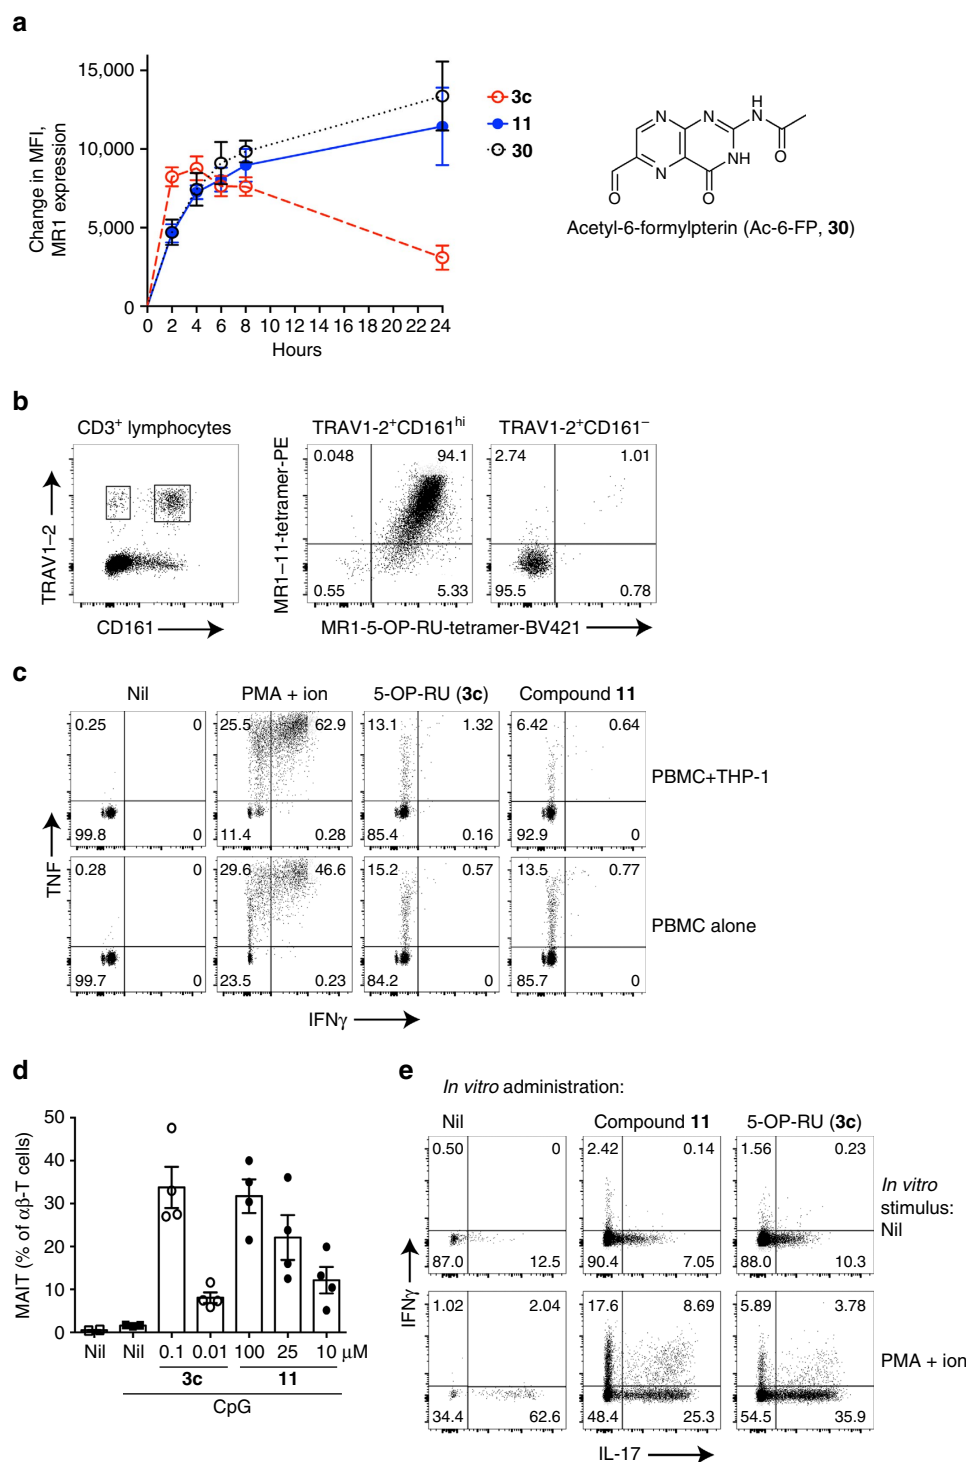 a
15,000
10,000
5,000
0
Change in MFI,
MR1 expression
0 2 4 6 8 10 12 14 16 18 20 22 24
Hours
3c
11
30
N N H N O
N NH
O O
Acetyl-6-formylpterin (Ac-6-FP, 30)
b
CD3+ lymphocytes
TRAV1-2+CD161hi
TRAV1-2+CD161−
TRAV1–2
CD161
MR1–11-tetramer-PE
0.048 94.1
0.55 5.33
2.74 1.01
95.5 0.78
MR1-5-OP-RU-tetramer-BV421
c
Nil
PMA + ion
5-OP-RU (3c)
Compound 11
0.25 0
25.5 62.9
13.1 1.32
6.42 0.64
PBMC+THP-1
99.8 0
11.4 0.28
85.4 0.16
92.9 0
TNF
0.28 0
29.6 46.6
15.2 0.57
13.5 0.77
PBMC alone
99.7 0
23.5 0.23
84.2 0
85.7 0
IFNγ
d
MAIT (% of αβ-T cells)
50
40
30
20
10
0
Nil Nil 0.1 0.01 100 25 10 μM
3c 11
CpG
e
In vitro administration:
Nil
Compound 11
5-OP-RU (3c)
0.50 0
2.42 0.14
1.56 0.23
In vitro
stimulus:
Nil
87.0 12.5
90.4 7.05
88.0 10.3
IFNγ
1.02 2.04
17.6 8.69
5.89 3.78
PMA + ion
34.4 62.6
48.4 25.3
54.5 35.9
IL-17